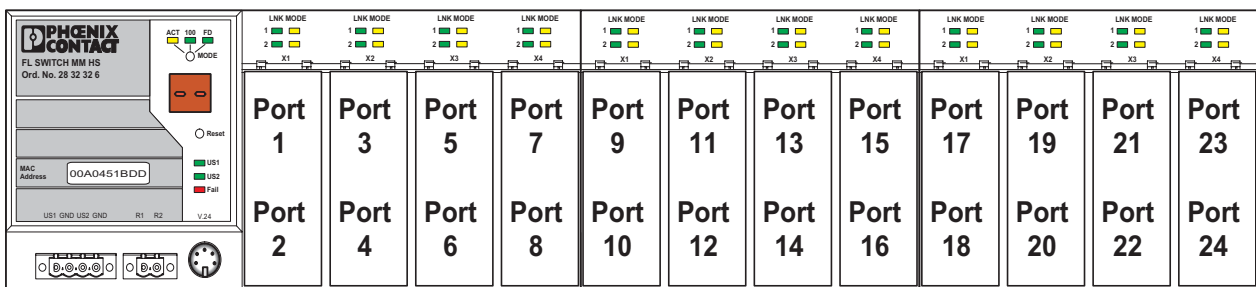 PHŒNIX
CONTACT
FL SWITCH MM HS
Ord. No. 28 32 32 6
ACT 100 FD
MODE
Reset
MAC
Address
00A0451BDD
US1
US2
Fail
US1 GND US2 GND R1 R2 V.24
LNK MODE LNK MODE LNK MODE LNK MODE LNK MODE LNK MODE LNK MODE LNK MODE LNK MODE LNK MODE LNK MODE LNK MODE
1 1 1 1 1 1 1 1 1 1 1 1
2 2 2 2 2 2 2 2 2 2 2 2
X1 X2 X3 X4 X1 X2 X3 X4 X1 X2 X3 X4
Port Port Port Port Port Port Port Port Port Port Port Port
1 3 5 7 9 11 13 15 17 19 21 23
Port Port Port Port Port Port Port Port Port Port Port Port
2 4 6 8 10 12 14 16 18 20 22 24